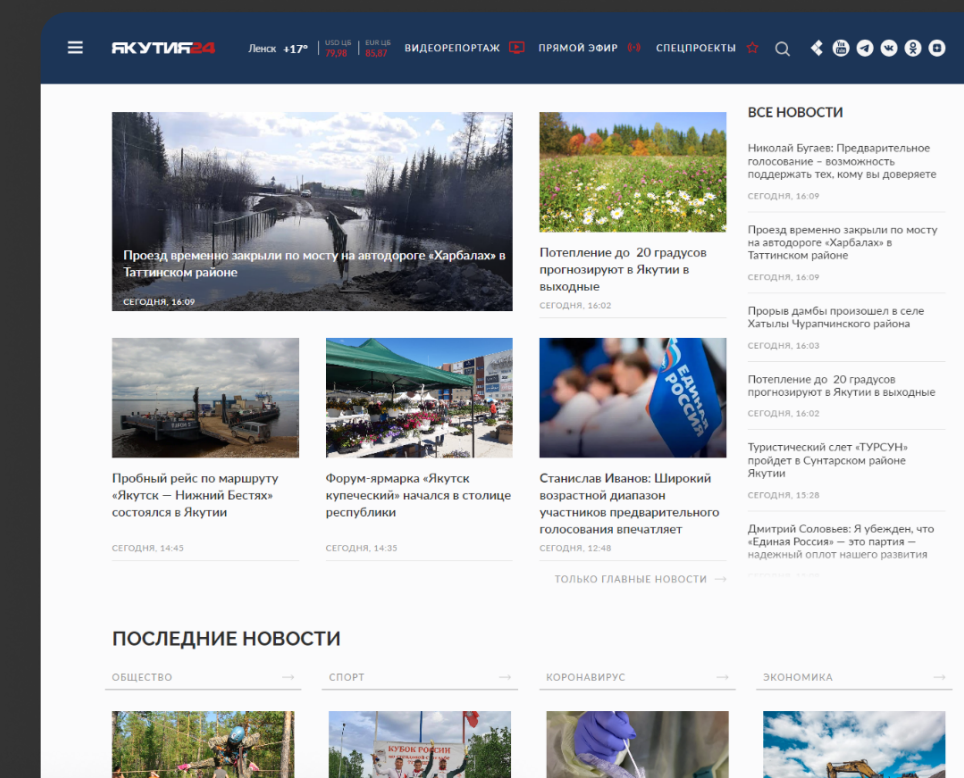 ЯКУТИЯ24
Ленск +17°
USD ЦБ
79,98
EUR ЦБ
85,87
ВИДЕОРЕПОРТАЖ
ПРЯМОЙ ЭФИР
СПЕЦПРОЕКТЫ
Проезд временно закрыли по мосту на автодороге «Харбалах» в
Таттинском районе
СЕГОДНЯ, 16:09
Потепление до 20 градусов
прогнозируют в Якутии в
выходные
СЕГОДНЯ, 16:02
ВСЕ НОВОСТИ
Николай Бугаев: Предварительное
голосование – возможность
поддержать тех, кому вы доверяете
СЕГОДНЯ, 16:09
Проезд временно закрыли по мосту
на автодороге «Харбалах» в
Таттинском районе
СЕГОДНЯ, 16:09
Прорыв дамбы произошел в селе
Хатылы Чурапчинского района
СЕГОДНЯ, 16:03
Потепление до 20 градусов
прогнозируют в Якутии в выходные
СЕГОДНЯ, 16:02
Туристический слет «ТУРСУН»
пройдет в Сунтарском районе
Якутии
СЕГОДНЯ, 15:28
Дмитрий Соловьев: Я убежден, что
«Единая Россия» — это партия —
надежный оплот нашего развития
ЕДИНАЯ
РОССИЯ
Пробный рейс по маршруту
«Якутск — Нижний Бестях»
состоялся в Якутии
СЕГОДНЯ, 14:45
Форум-ярмарка «Якутск
купеческий» начался в столице
республики
СЕГОДНЯ, 14:35
Станислав Иванов: Широкий
возрастной диапазон
участников предварительного
голосования впечатляет
СЕГОДНЯ, 12:48
ТОЛЬКО ГЛАВНЫЕ НОВОСТИ
ПОСЛЕДНИЕ НОВОСТИ
ОБЩЕСТВО
СПОРТ
КОРОНАВИРУС
ЭКОНОМИКА
КУБОК РОССИИ